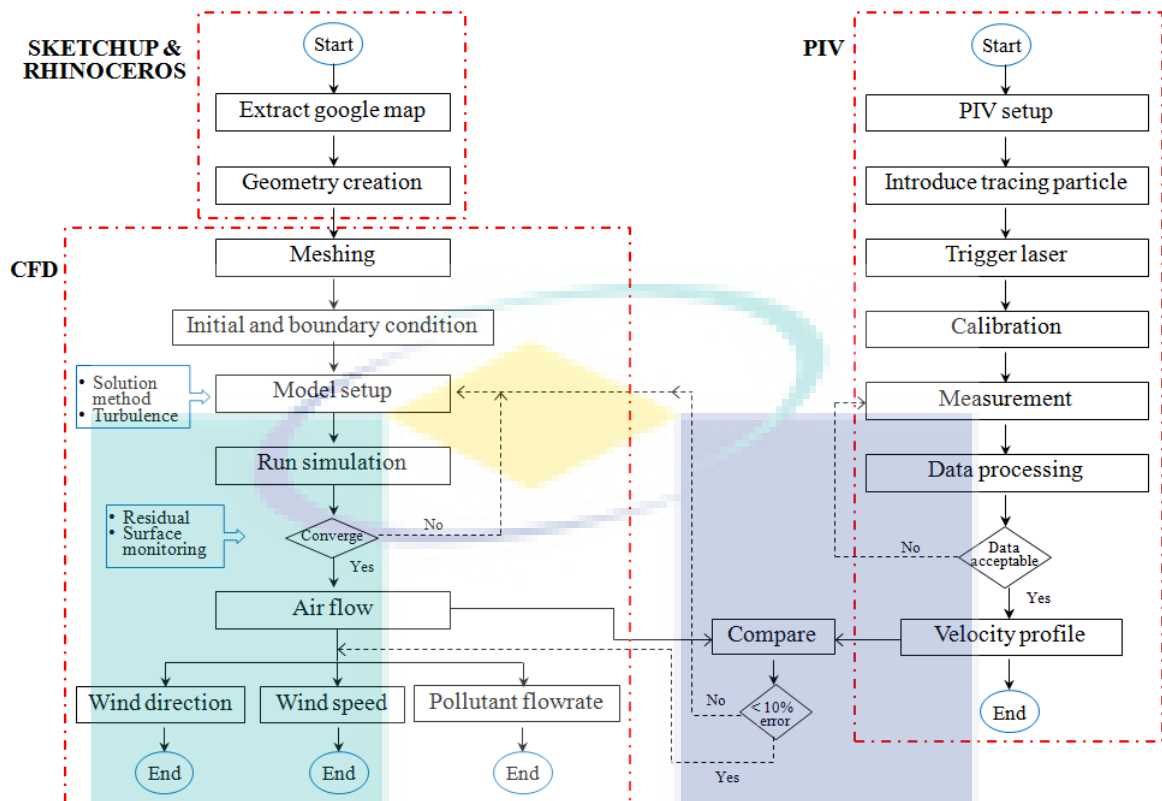 SKETCHUP &
RHINOCEROS
Start
Extract google map
Geometry creation
CFD
Meshing
Initial and boundary condition
• Solution
method
• Turbulence
Model setup
Run simulation
• Residual
• Surface
monitoring
Converge
No
Yes
Air flow
Wind direction
Wind speed
Pollutant flowrate
End
End
End
Compare
No
< 10%
error
Yes
PIV
Start
PIV setup
Introduce tracing particle
Trigger laser
Calibration
Measurement
Data processing
No
Data
acceptable
Yes
Velocity profile
End